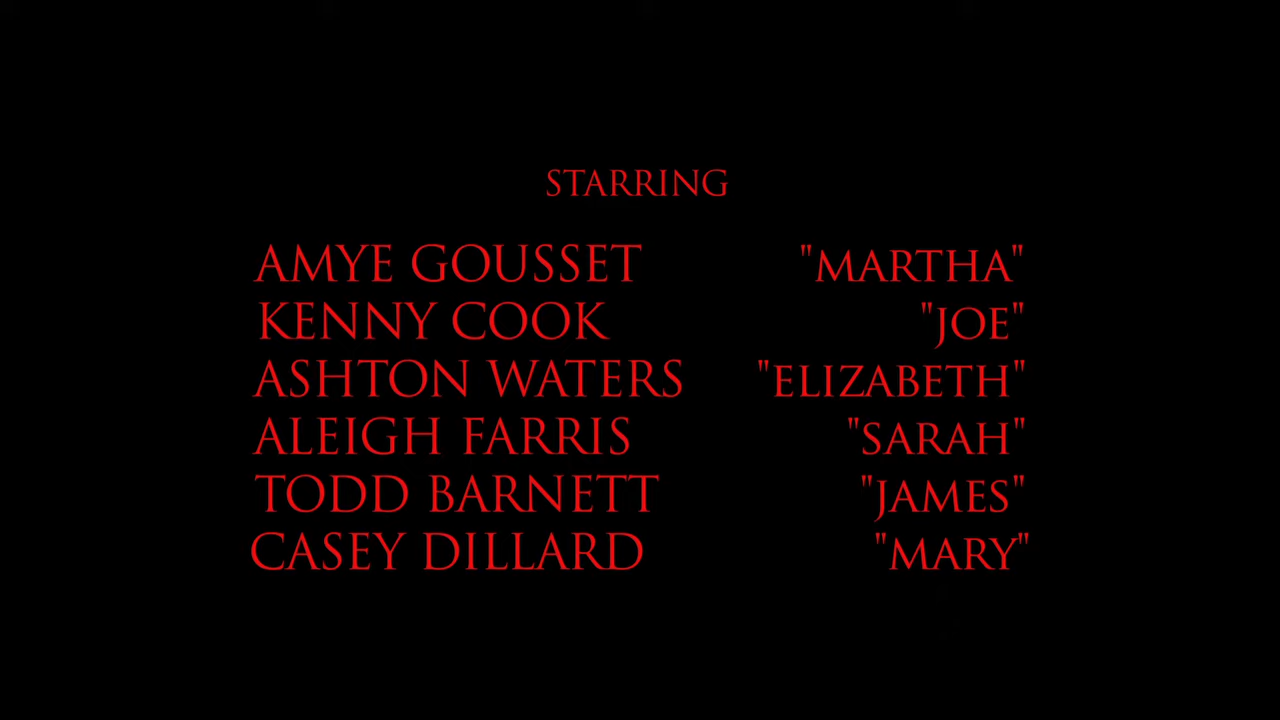 STARRING
AMYE GOUSSET "MARTHA"
KENNY COOK "JOE"
ASHTON WATERS "ELIZABETH"
ALEIGH FARRIS "SARAH"
TODD BARNETT "JAMES"
CASEY DILLARD "MARY"